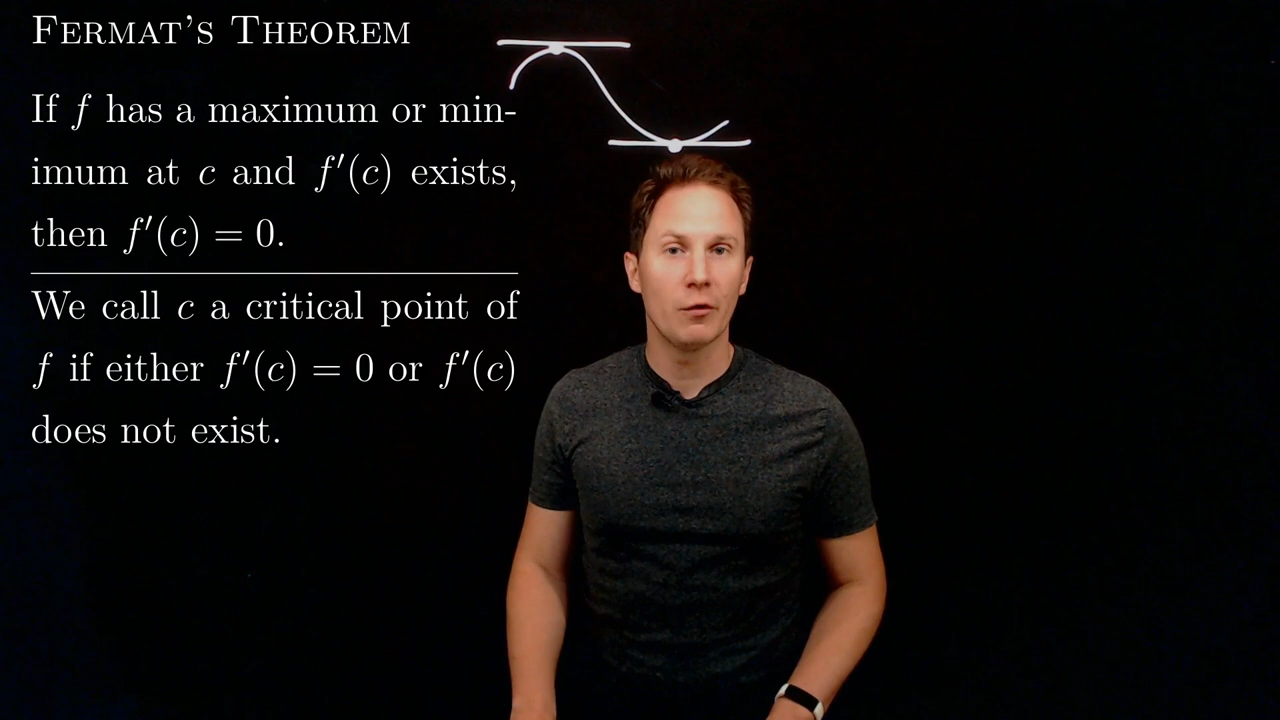 FERMAT'S THEOREM
If f has a maximum or min-
imum at c and f′(c) exists,
then f′(c) = 0.
We call c a critical point of
f if either f′(c) = 0 or f′(c)
does not exist.